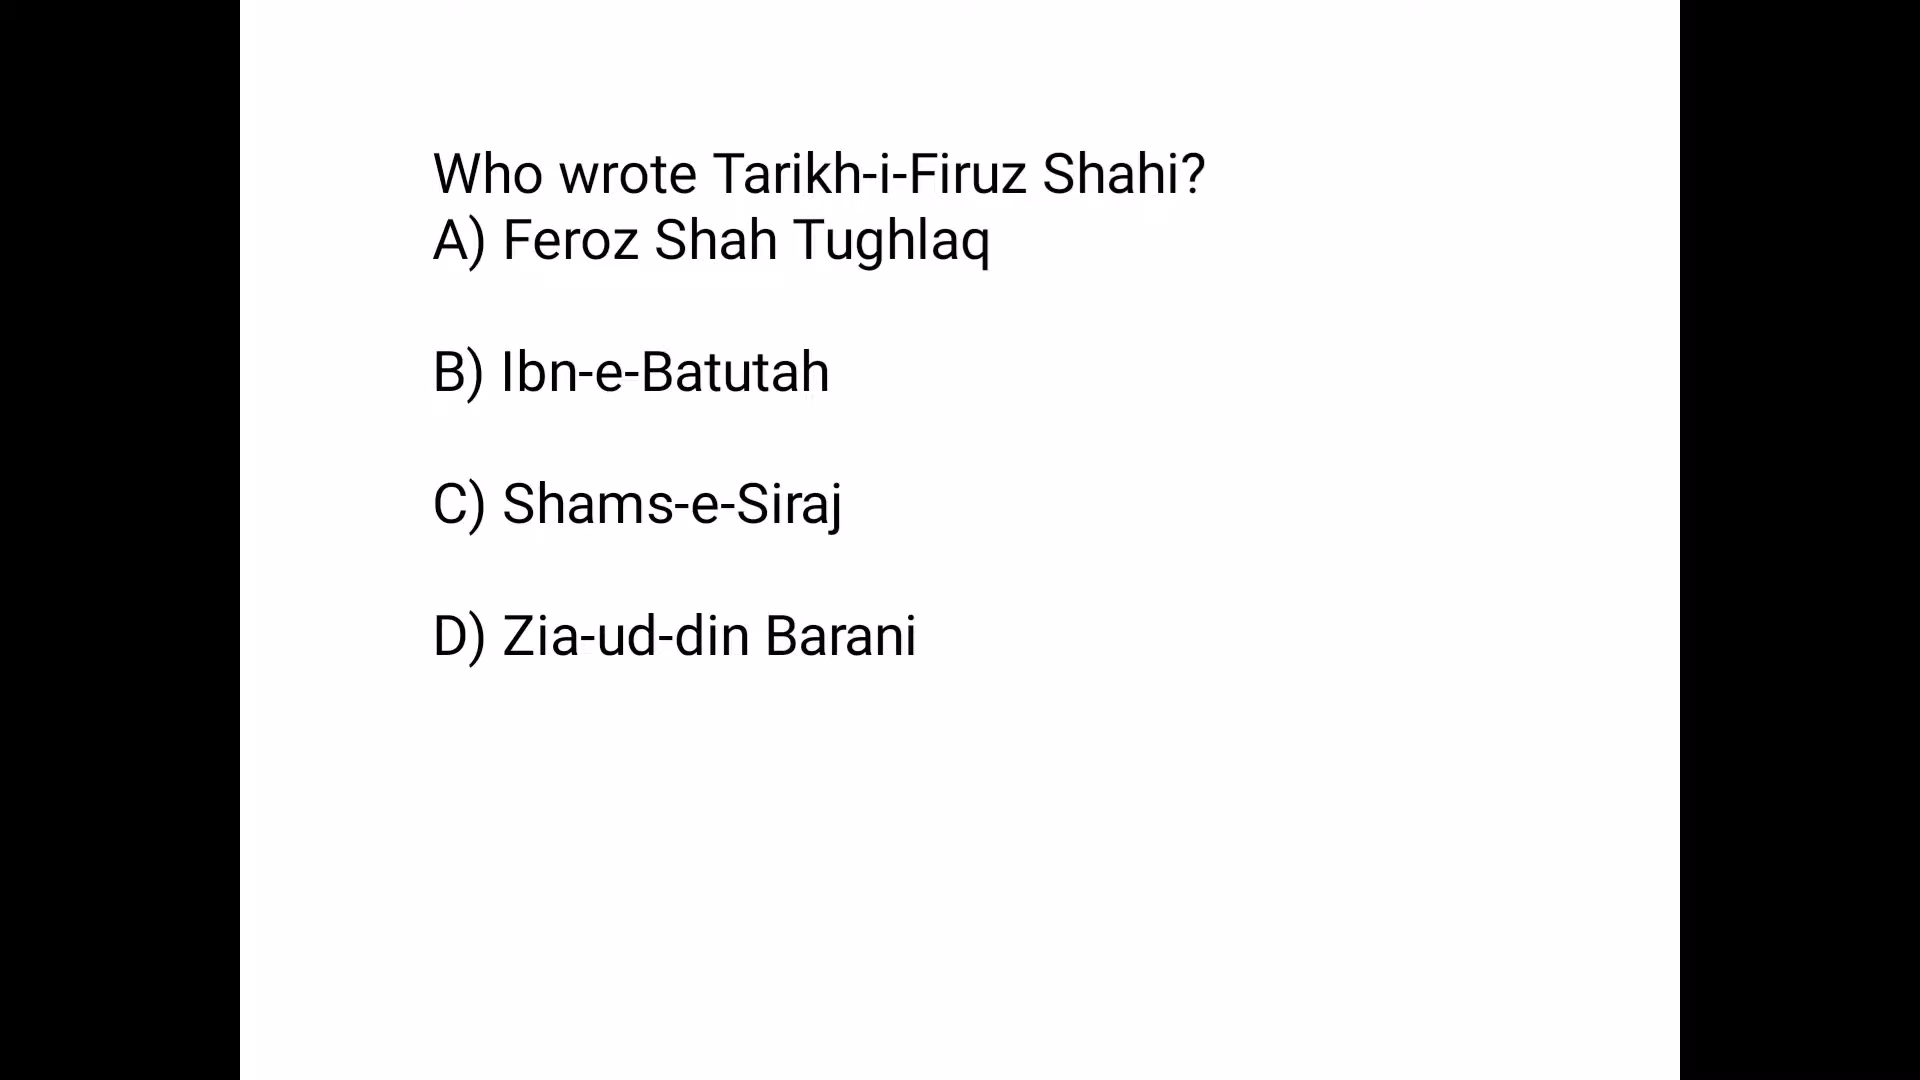 Who wrote Tarikh-i-Firuz Shahi?
A) Feroz Shah Tughlaq
B) Ibn-e-Batutah
C) Shams-e-Siraj
D) Zia-ud-din Barani